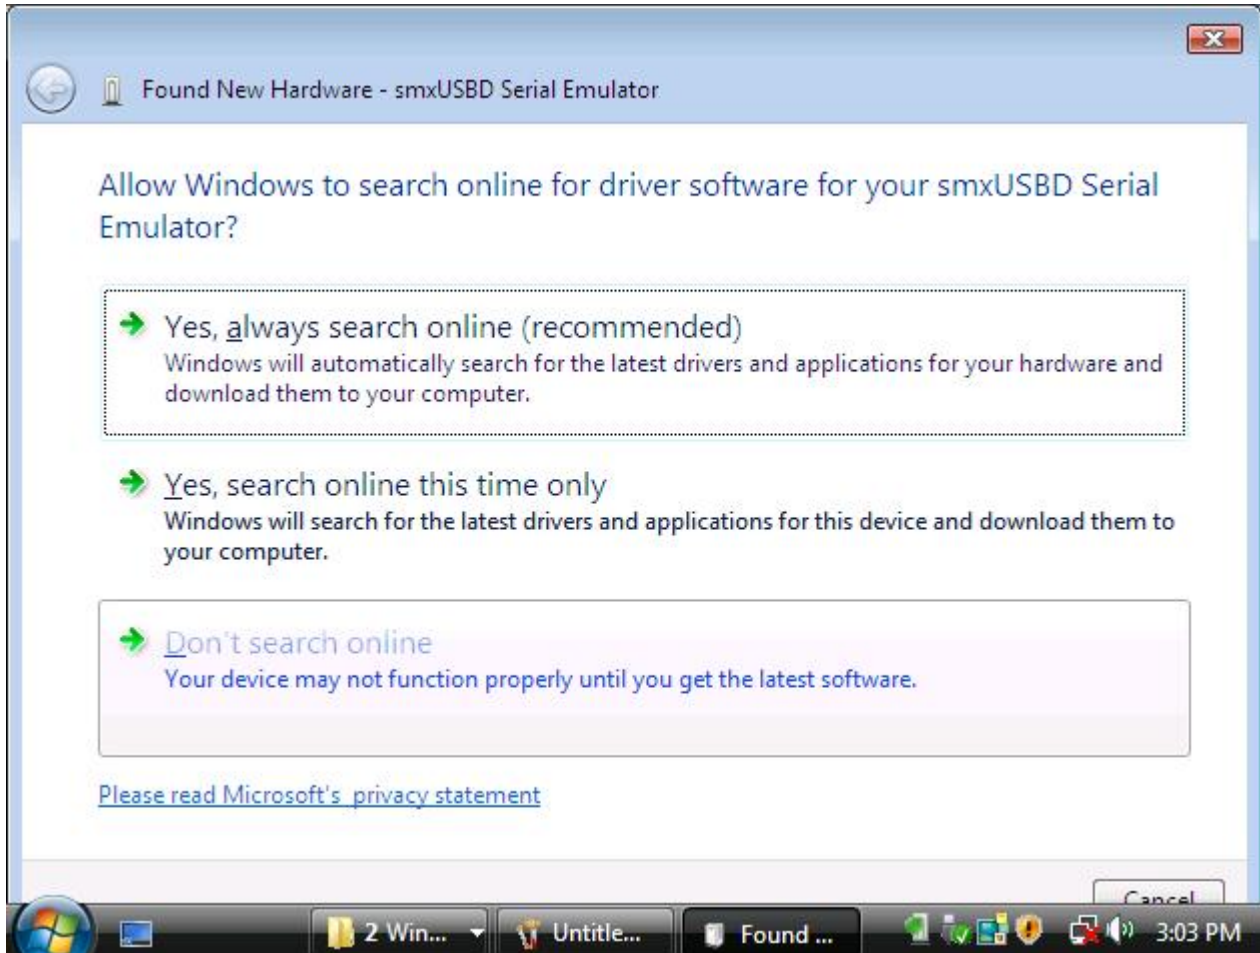 Found New Hardware - smxUSBD Serial Emulator
Allow Windows to search online for driver software for your smxUSBD Serial
Emulator?
Yes, always search online (recommended)
Windows will automatically search for the latest drivers and applications for your hardware and
download them to your computer.
Yes, search online this time only
Windows will search for the latest drivers and applications for this device and download them to
your computer.
Don't search online
Your device may not function properly until you get the latest software.
Please read Microsoft's privacy statement
Cancel
2 Win... Untitle... Found ... 3:03 PM